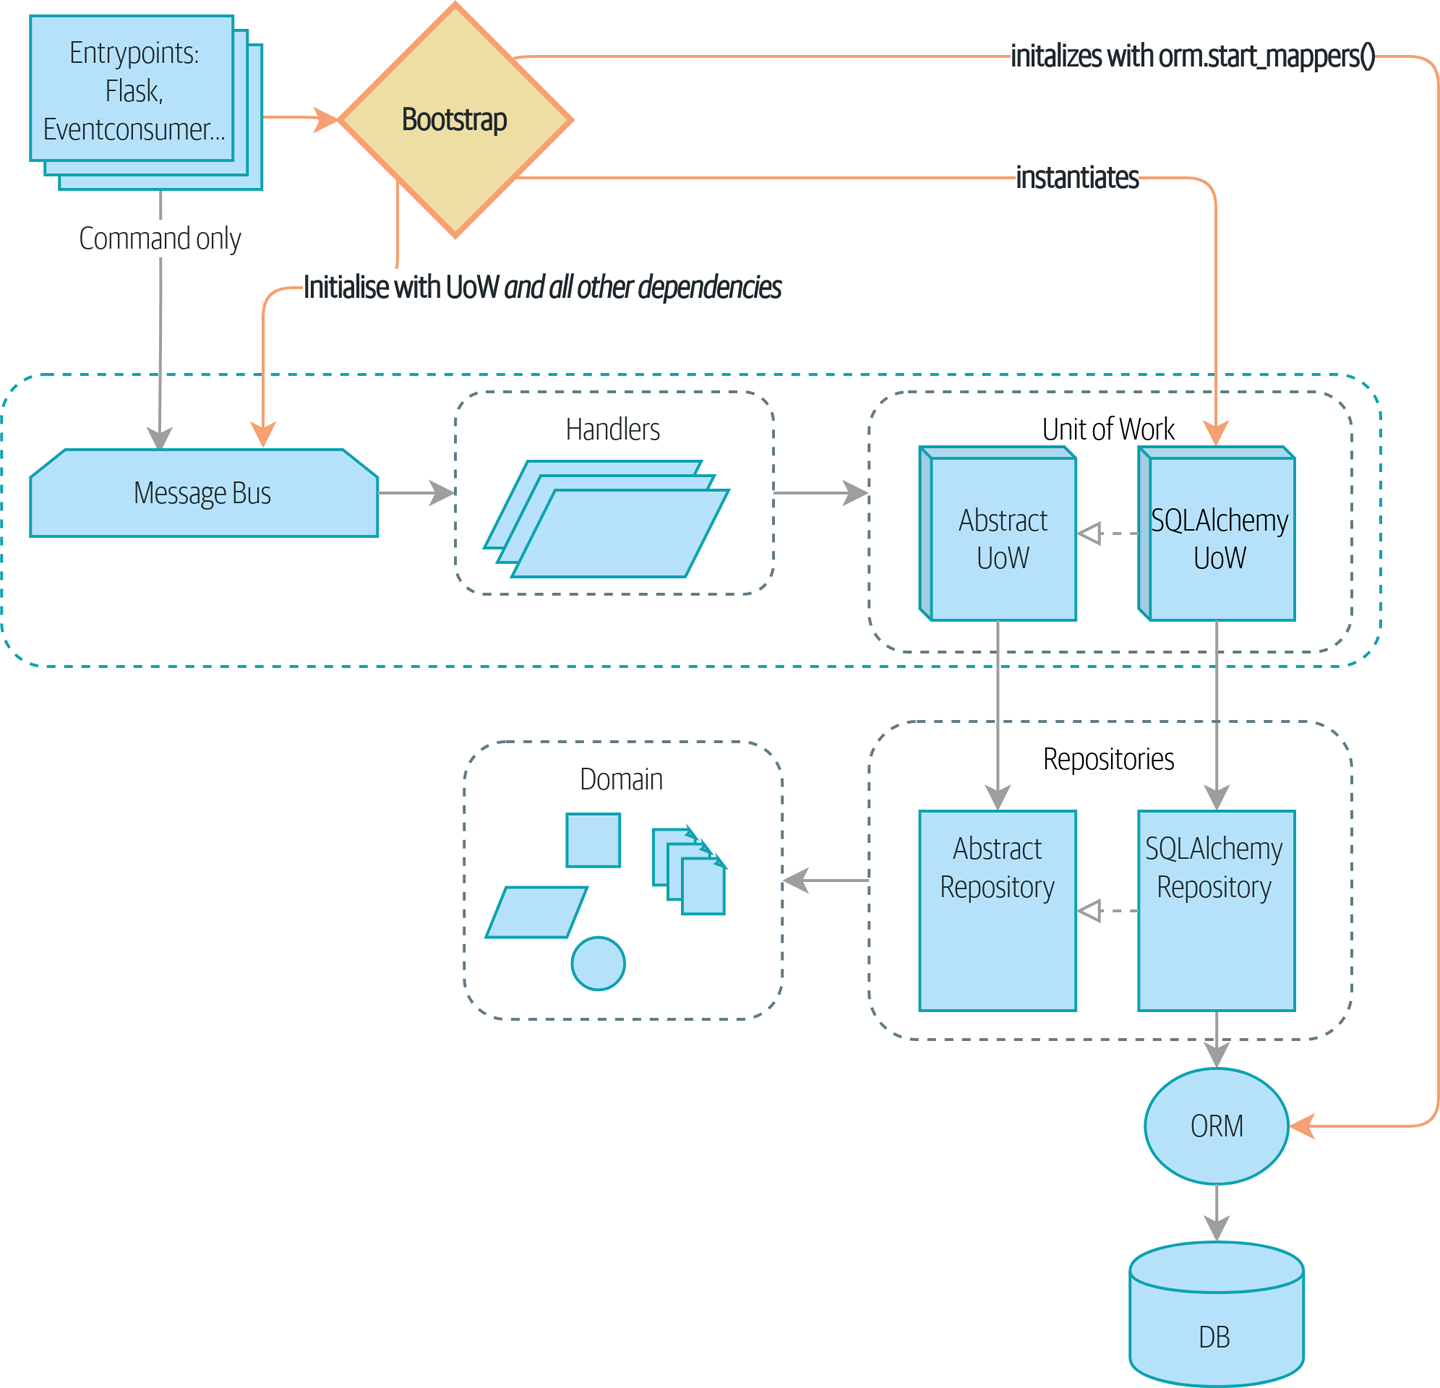 Entrypoints:
Flask,
Eventconsumer...
Bootstrap
initalizes with orm.start_mappers()
instantiates
Command only
Initialise with UoW and all other dependencies
Handlers
Unit of Work
Message Bus
Abstract
UoW
SQLAlchemy
UoW
Repositories
Domain
Abstract
Repository
SQLAlchemy
Repository
ORM
DB